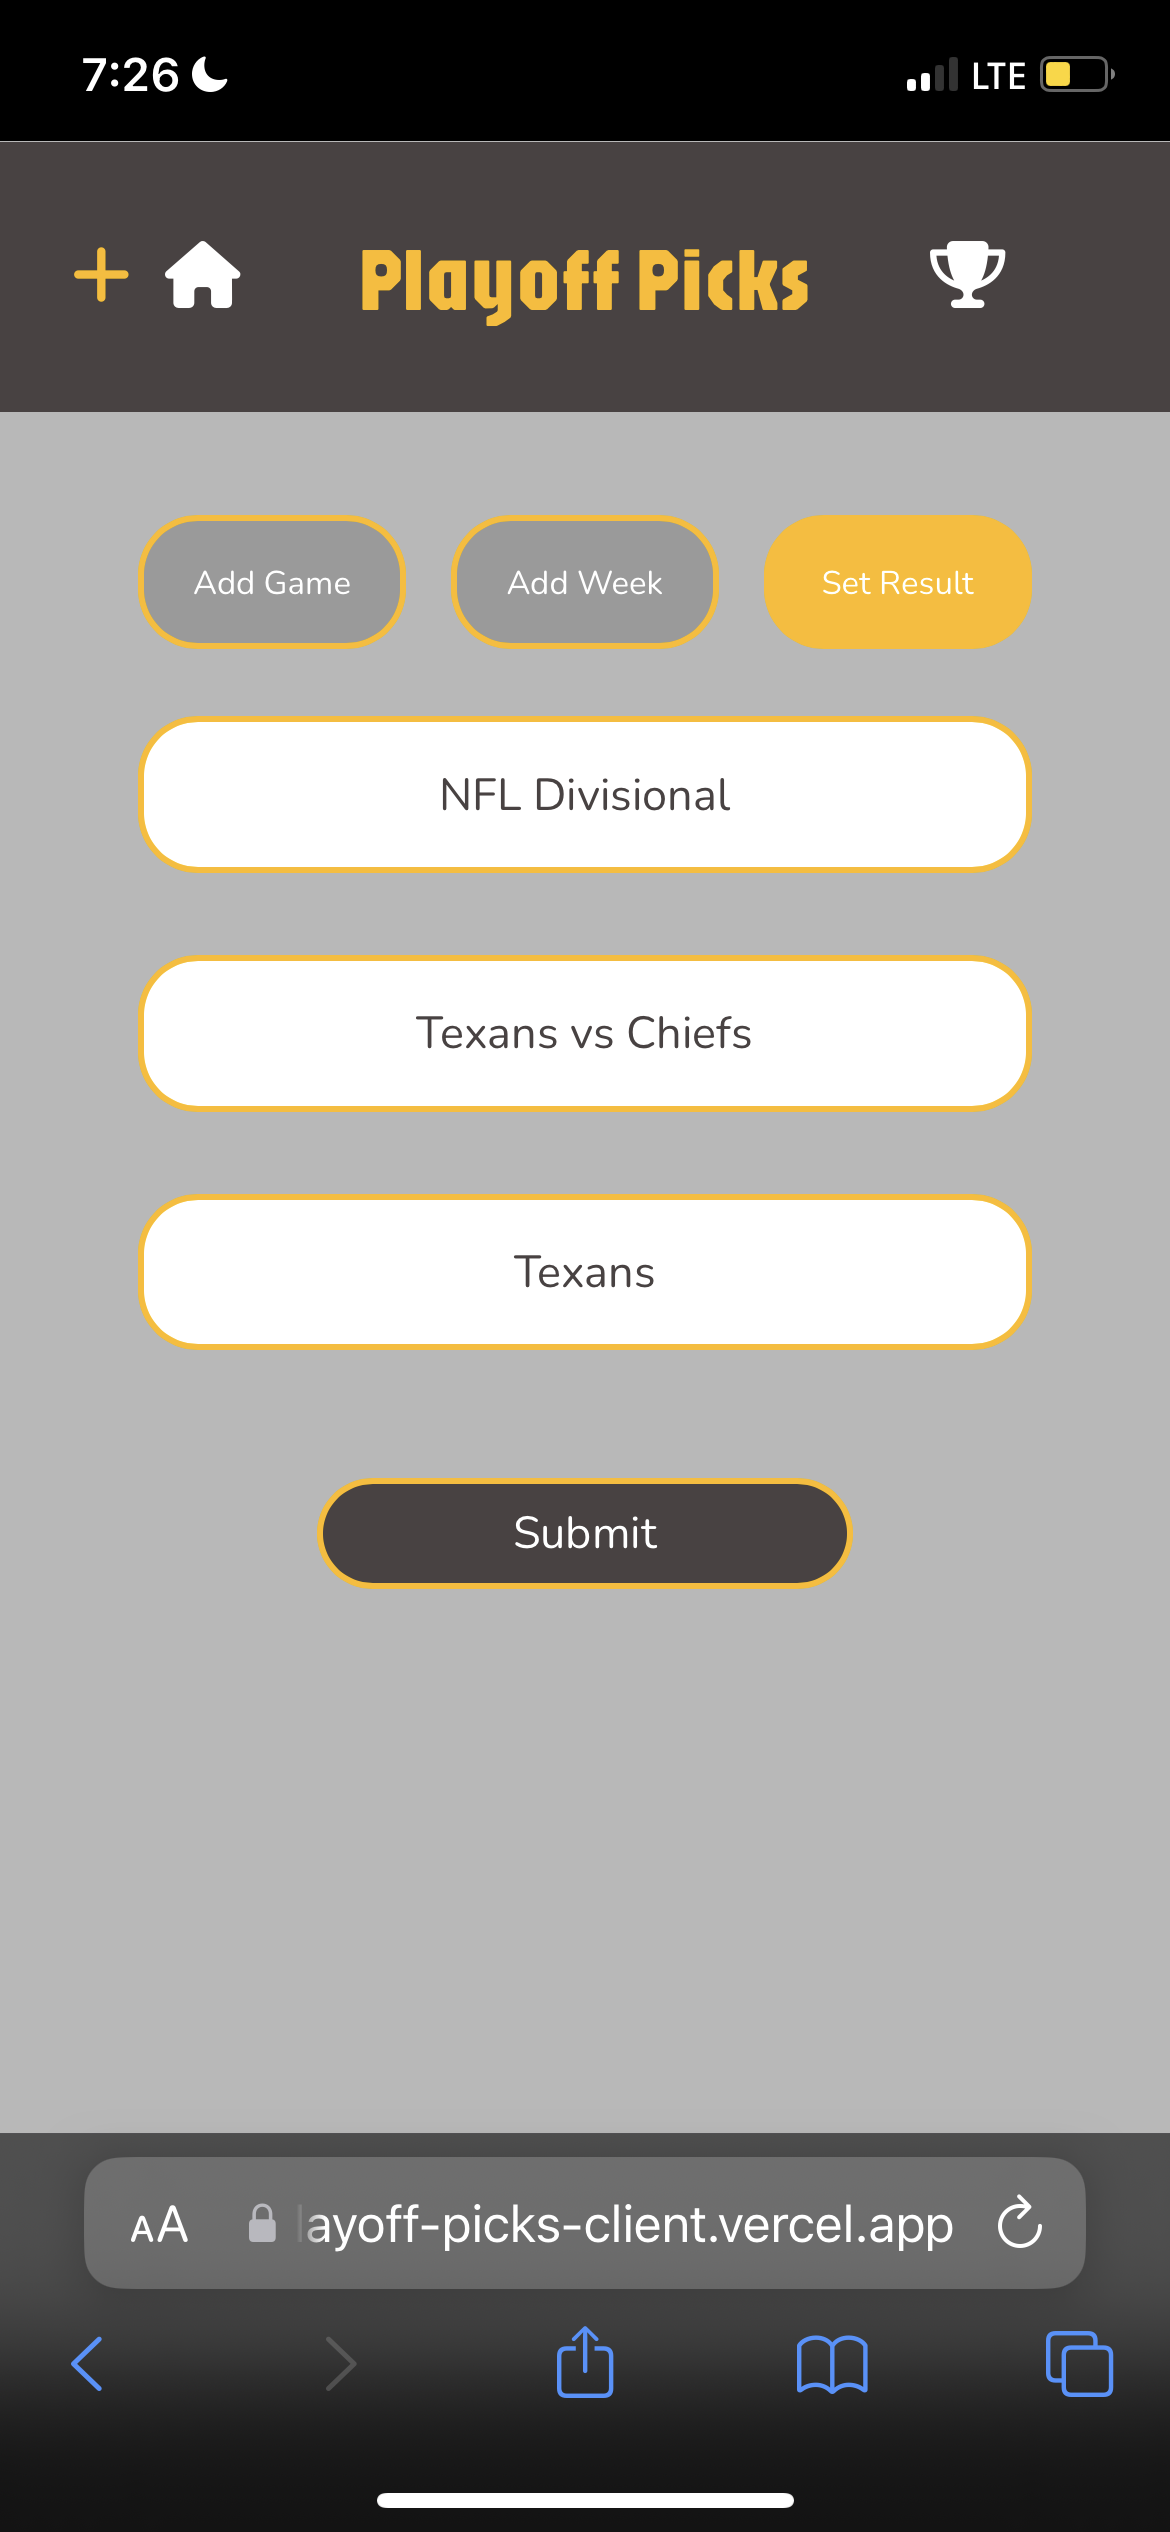 7:26
LTE
Playoff Picks
Add Game
Add Week
Set Result
NFL Divisional
Texans vs Chiefs
Texans
Submit
AA
layoff-picks-client.vercel.app